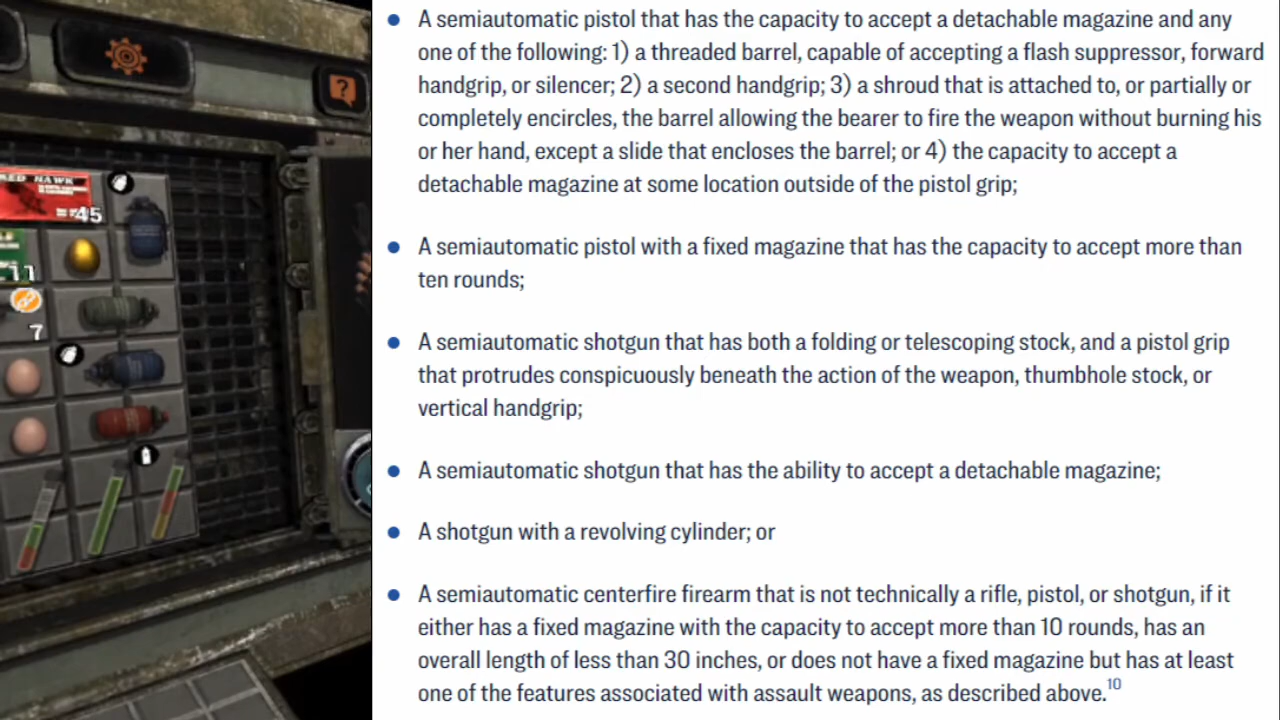 RED HAWK
45
11
7
?
● A semiautomatic pistol that has the capacity to accept a detachable magazine and any
one of the following: 1) a threaded barrel, capable of accepting a flash suppressor, forward
handgrip, or silencer; 2) a second handgrip; 3) a shroud that is attached to, or partially or
completely encircles, the barrel allowing the bearer to fire the weapon without burning his
or her hand, except a slide that encloses the barrel; or 4) the capacity to accept a
detachable magazine at some location outside of the pistol grip;
● A semiautomatic pistol with a fixed magazine that has the capacity to accept more than
ten rounds;
● A semiautomatic shotgun that has both a folding or telescoping stock, and a pistol grip
that protrudes conspicuously beneath the action of the weapon, thumbhole stock, or
vertical handgrip;
● A semiautomatic shotgun that has the ability to accept a detachable magazine;
● A shotgun with a revolving cylinder; or
● A semiautomatic centerfire firearm that is not technically a rifle, pistol, or shotgun, if it
either has a fixed magazine with the capacity to accept more than 10 rounds, has an
overall length of less than 30 inches, or does not have a fixed magazine but has at least
one of the features associated with assault weapons, as described above.10